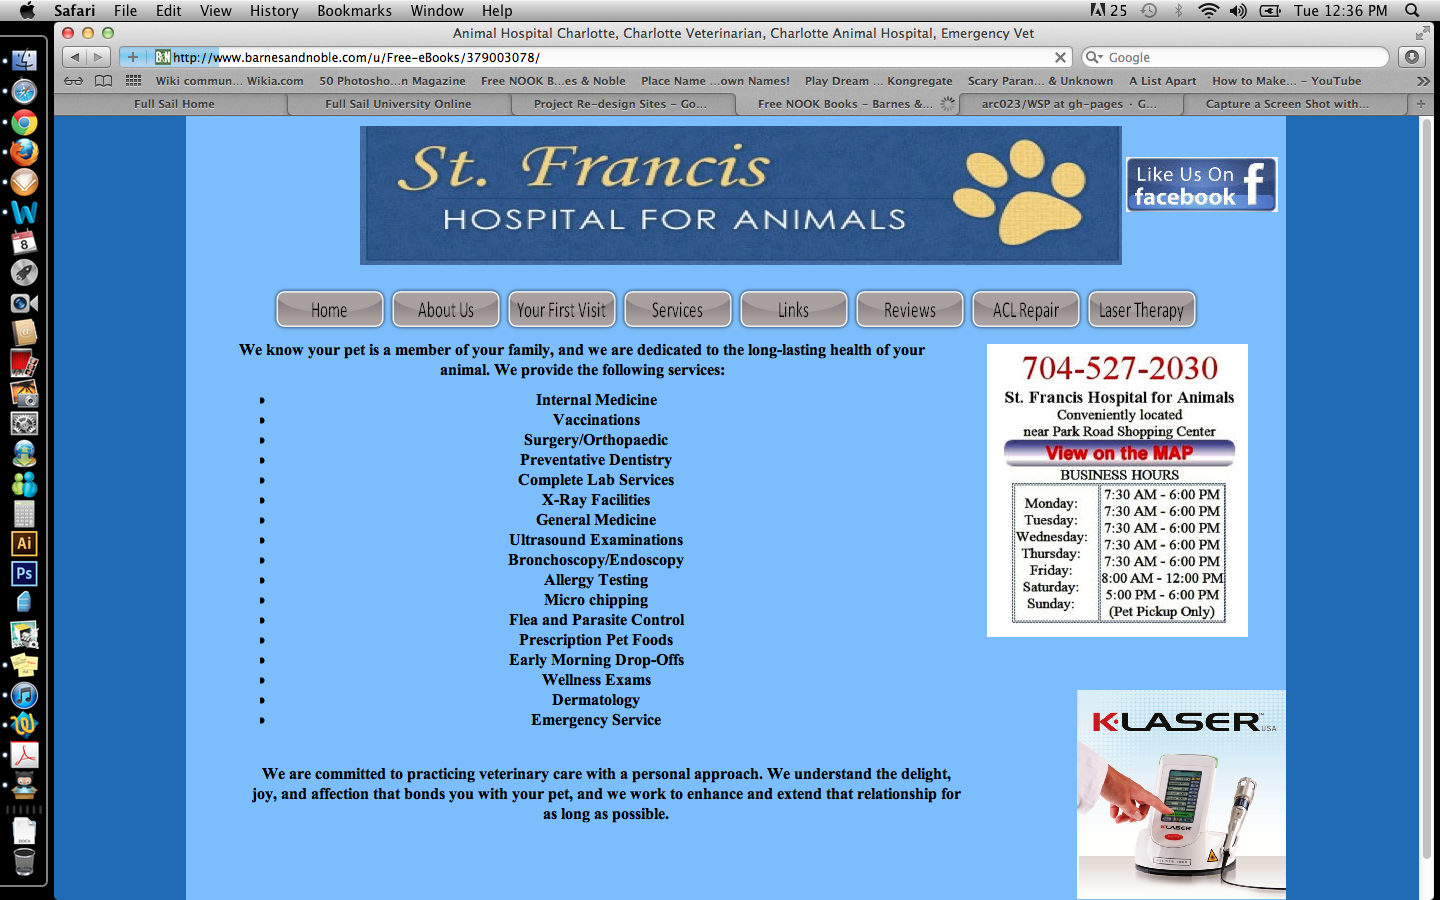 Safari File Edit View History Bookmarks Window Help 25 Tue 12:36 PM
Animal Hospital Charlotte, Charlotte Veterinarian, Charlotte Animal Hospital, Emergency Vet
http://www.barnesandnoble.com/u/Free-eBooks/379003078/ Google
Wiki commun... Wikia.com 50 Photosho...n Magazine Free NOOK B...es & Noble Place Name ...own Names! Play Dream ... Kongregate Scary Paran... & Unknown A List Apart How to Make... – YouTube
Full Sail Home Full Sail University Online Project Re-design Sites – Go... Free NOOK Books – Barnes &... arc023/WSP at gh-pages · G... Capture a Screen Shot with...
St. Francis
HOSPITAL FOR ANIMALS
Like Us On
facebook
Home About Us Your First Visit Services Links Reviews ACL Repair Laser Therapy
We know your pet is a member of your family, and we are dedicated to the long-lasting health of your
animal. We provide the following services:
• Internal Medicine
• Vaccinations
• Surgery/Orthopaedic
• Preventative Dentistry
• Complete Lab Services
• X-Ray Facilities
• General Medicine
• Ultrasound Examinations
• Bronchoscopy/Endoscopy
• Allergy Testing
• Micro chipping
• Flea and Parasite Control
• Prescription Pet Foods
• Early Morning Drop-Offs
• Wellness Exams
• Dermatology
• Emergency Service
We are committed to practicing veterinary care with a personal approach. We understand the delight,
joy, and affection that bonds you with your pet, and we work to enhance and extend that relationship for
as long as possible.
704-527-2030
St. Francis Hospital for Animals
Conveniently located
near Park Road Shopping Center
View on the MAP
BUSINESS HOURS
Monday: 7:30 AM - 6:00 PM
Tuesday: 7:30 AM - 6:00 PM
Wednesday: 7:30 AM - 6:00 PM
Thursday: 7:30 AM - 6:00 PM
Friday: 7:30 AM - 6:00 PM
Saturday: 8:00 AM - 12:00 PM
Sunday: 5:00 PM - 6:00 PM
(Pet Pickup Only)
K-LASER USA
K-LASER
8
Ai
Ps
DOCX